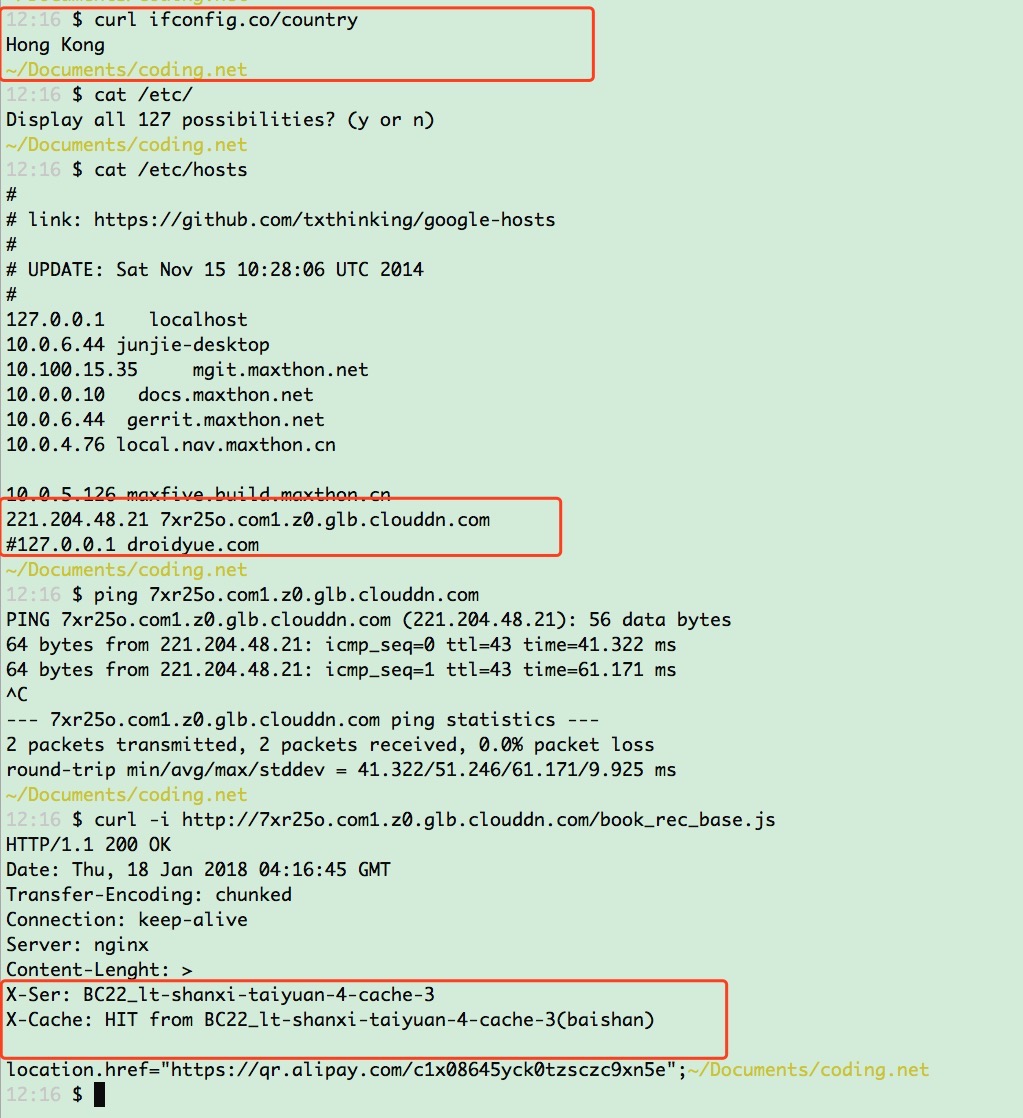 12:16 $ curl ifconfig.co/country
Hong Kong
~/Documents/coding.net
12:16 $ cat /etc/
Display all 127 possibilities? (y or n)
~/Documents/coding.net
12:16 $ cat /etc/hosts
#
# link: https://github.com/txthinking/google-hosts
#
# UPDATE: Sat Nov 15 10:28:06 UTC 2014
#
127.0.0.1    localhost
10.0.6.44 junjie-desktop
10.100.15.35     mgit.maxthon.net
10.0.0.10   docs.maxthon.net
10.0.6.44  gerrit.maxthon.net
10.0.4.76 local.nav.maxthon.cn
10.0.5.126 maxfive.build.maxthon.cn
221.204.48.21 7xr25o.com1.z0.glb.clouddn.com
#127.0.0.1 droidyue.com
~/Documents/coding.net
12:16 $ ping 7xr25o.com1.z0.glb.clouddn.com
PING 7xr25o.com1.z0.glb.clouddn.com (221.204.48.21): 56 data bytes
64 bytes from 221.204.48.21: icmp_seq=0 ttl=43 time=41.322 ms
64 bytes from 221.204.48.21: icmp_seq=1 ttl=43 time=61.171 ms
^C
--- 7xr25o.com1.z0.glb.clouddn.com ping statistics ---
2 packets transmitted, 2 packets received, 0.0% packet loss
round-trip min/avg/max/stddev = 41.322/51.246/61.171/9.925 ms
~/Documents/coding.net
12:16 $ curl -i http://7xr25o.com1.z0.glb.clouddn.com/book_rec_base.js
HTTP/1.1 200 OK
Date: Thu, 18 Jan 2018 04:16:45 GMT
Transfer-Encoding: chunked
Connection: keep-alive
Server: nginx
Content-Lenght: >
X-Ser: BC22_lt-shanxi-taiyuan-4-cache-3
X-Cache: HIT from BC22_lt-shanxi-taiyuan-4-cache-3(baishan)
location.href="https://qr.alipay.com/c1x08645yck0tzsczc9xn5e";~/Documents/coding.net
12:16 $